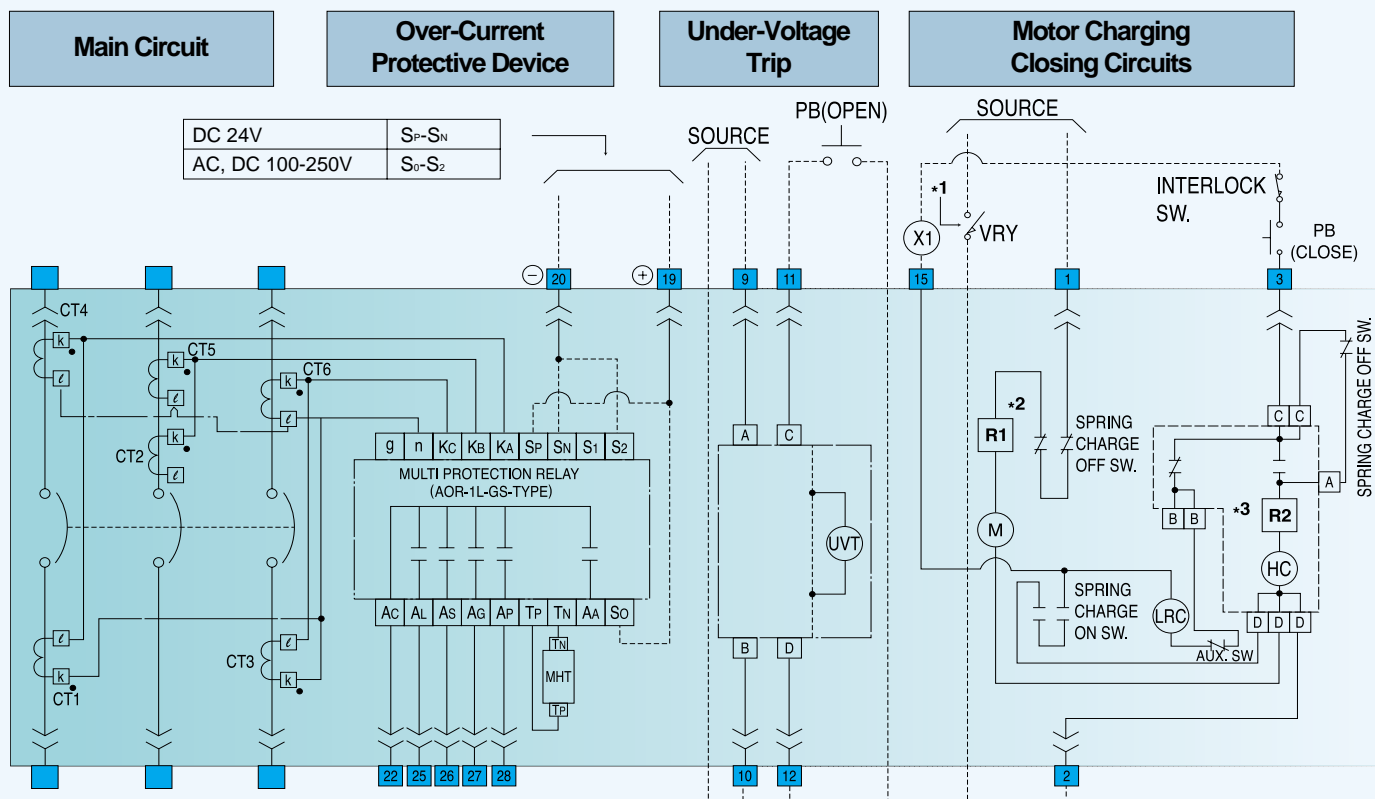 Main Circuit
Over-Current
Protective Device
Under-Voltage
Trip
Motor Charging
Closing Circuits
DC 24V SP-SN
AC, DC 100-250V S0-S2
SOURCE
PB(OPEN)
SOURCE
*1
X1
VRY
INTERLOCK
SW.
PB
(CLOSE)
− 20
+ 19
9
11
15
1
3
CT4
k
ℓ
CT5
k
ℓ
CT6
k
ℓ
CT2
k
ℓ
g n KC KB KA SP SN S1 S2
MULTI PROTECTION RELAY
(AOR-1L-GS-TYPE)
AC AL AS AG AP TP TN AA SO
TN
MHT
TP
CT1
ℓ
k
CT3
ℓ
k
A C
UVT
B D
*2
R1
SPRING
CHARGE
OFF SW.
M
SPRING
CHARGE
ON SW.
LRC
AUX. SW
C C
SPRING CHARGE OFF SW.
A
B B
*3
R2
HC
D D D
22 25 26 27 28
10 12
2